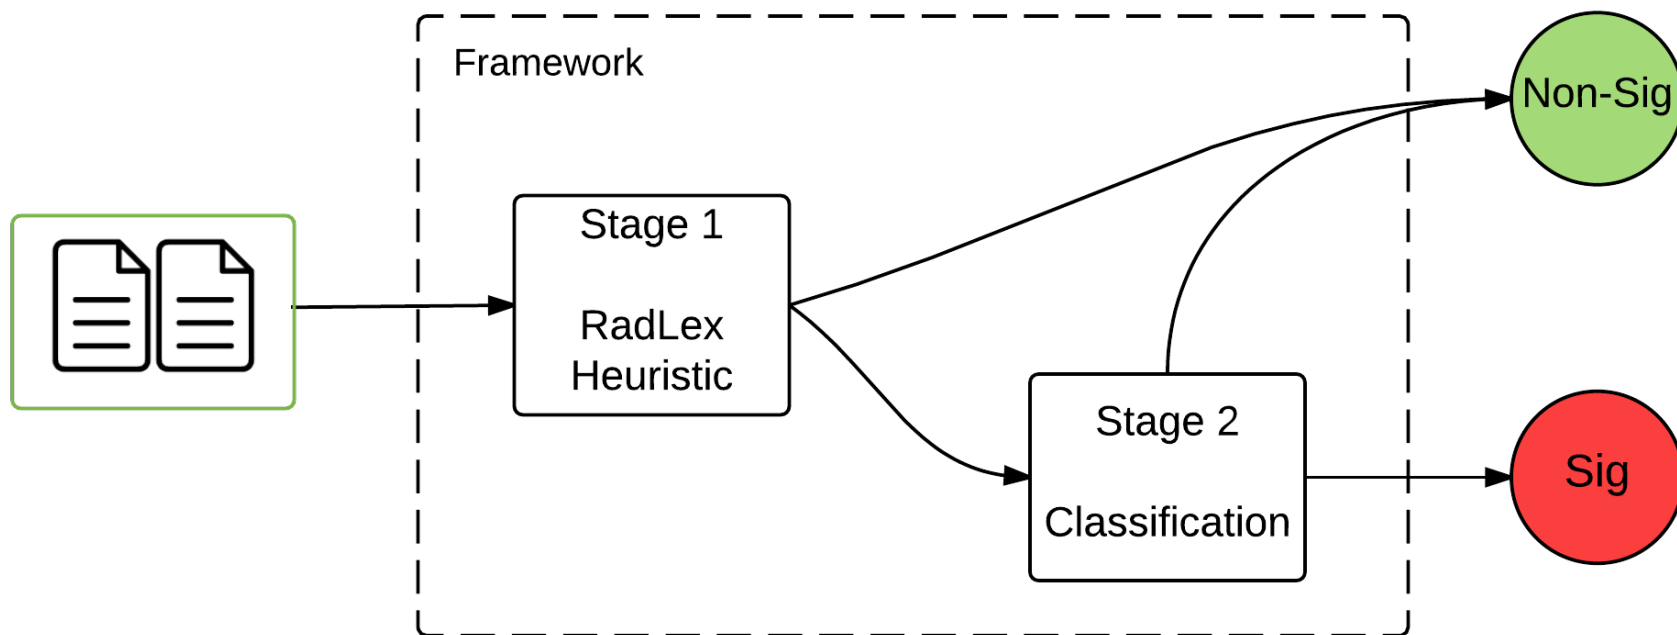 Framework
Stage 1
RadLex
Heuristic
Stage 2
Classification
Non-Sig
Sig